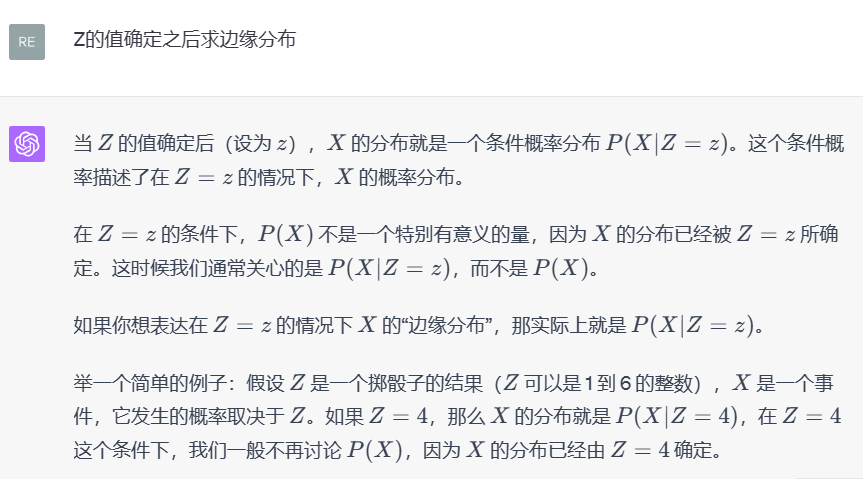 RE
Z的值确定之后求边缘分布
当 Z 的值确定后（设为 z），X 的分布就是一个条件概率分布 P(X|Z = z)。这个条件概
率描述了在 Z = z 的情况下，X 的概率分布。
在 Z = z 的条件下，P(X) 不是一个特别有意义的量，因为 X 的分布已经被 Z = z 所确
定。这时候我们通常关心的是 P(X|Z = z)，而不是 P(X)。
如果你想表达在 Z = z 的情况下 X 的“边缘分布”，那实际上就是 P(X|Z = z)。
举一个简单的例子：假设 Z 是一个掷骰子的结果（Z 可以是 1 到 6 的整数），X 是一个事
件，它发生的概率取决于 Z。如果 Z = 4，那么 X 的分布就是 P(X|Z = 4)，在 Z = 4
这个条件下，我们一般不再讨论 P(X)，因为 X 的分布已经由 Z = 4 确定。